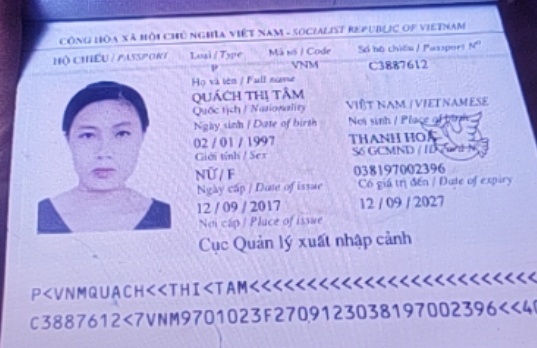 CỘNG HÒA XÃ HỘI CHỦ NGHĨA VIỆT NAM - SOCIALIST REPUBLIC OF VIETNAM
HỘ CHIẾU / PASSPORT Loại / Type Mã số / Code Số hộ chiếu / Passport Nº
P VNM C3887612
Họ và tên / Full name
QUÁCH THỊ TÂM
Quốc tịch / Nationality VIỆT NAM / VIETNAMESE
Ngày sinh / Date of birth Nơi sinh / Place of birth
02 / 01 / 1997 THANH HOÁ
Giới tính / Sex Số GCMND / ID Card Nº
NỮ / F 038197002396
Ngày cấp / Date of issue Có giá trị đến / Date of expiry
12 / 09 / 2017 12 / 09 / 2027
Nơi cấp / Place of issue
Cục Quản lý xuất nhập cảnh
P<VNMQUACH<<THI<TAM<<<<<<<<<<<<<<<<<<<<<<<<
C3887612<7VNM9701023F2709123038197002396<<40